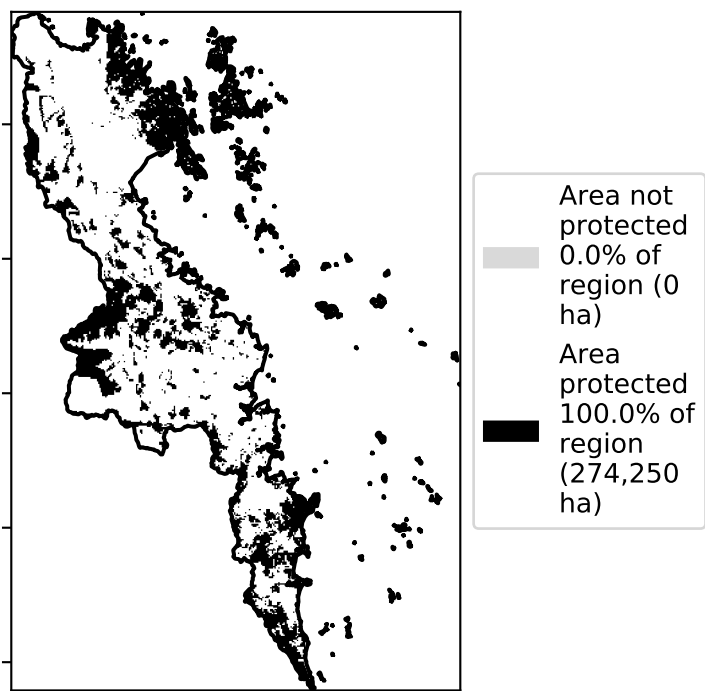 Area not
protected
0.0% of
region (0
ha)
Area
protected
100.0% of
region
(274,250
ha)